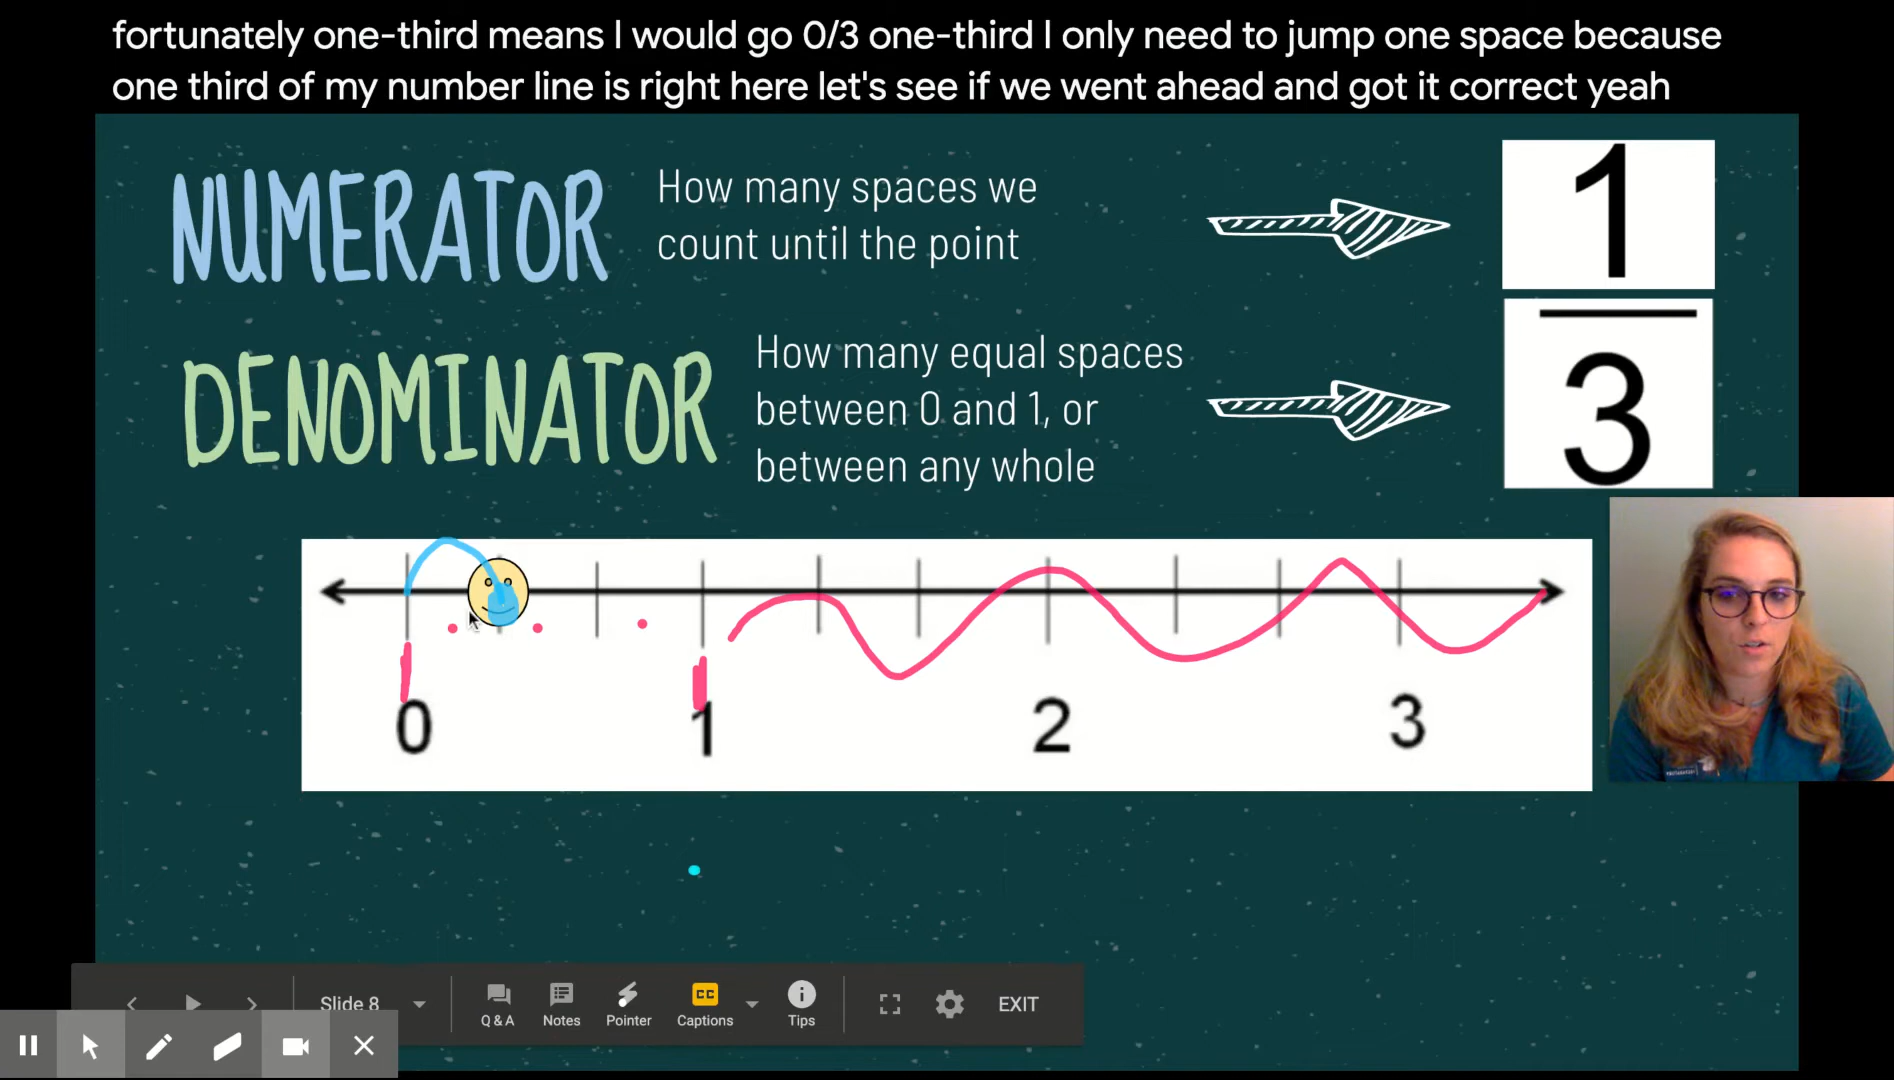 fortunately one-third means I would go 0/3 one-third I only need to jump one space because
one third of my number line is right here let's see if we went ahead and got it correct yeah
NUMERATOR
How many spaces we
count until the point
1
DENOMINATOR
How many equal spaces
between 0 and 1, or
between any whole
3
0 1 2 3
Slide 8
Q & A
Notes
Pointer
CC
Captions
Tips
EXIT